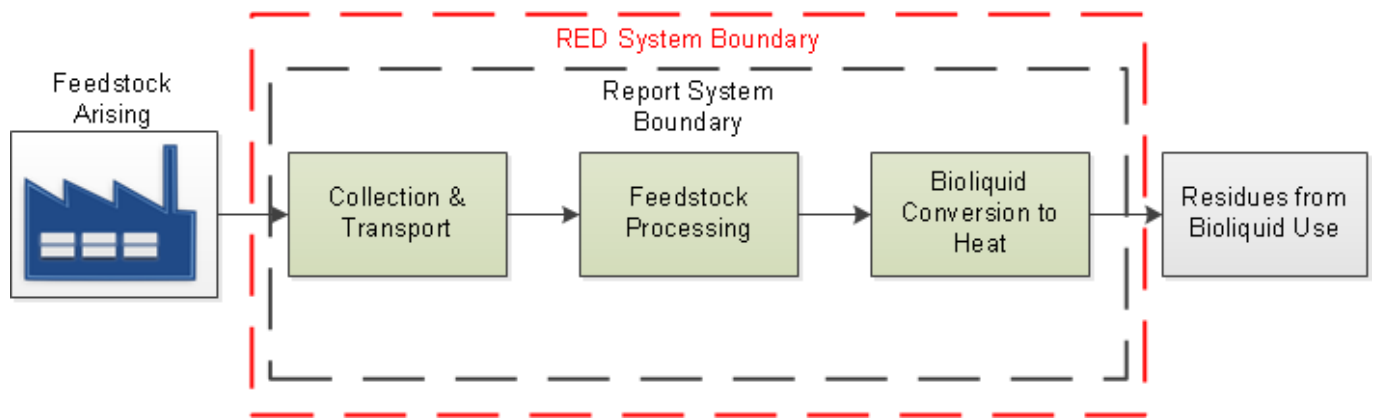 RED System Boundary
Feedstock
Arising
Report System
Boundary
Collection &
Transport
Feedstock
Processing
Bioliquid
Conversion to
Heat
Residues from
Bioliquid Use